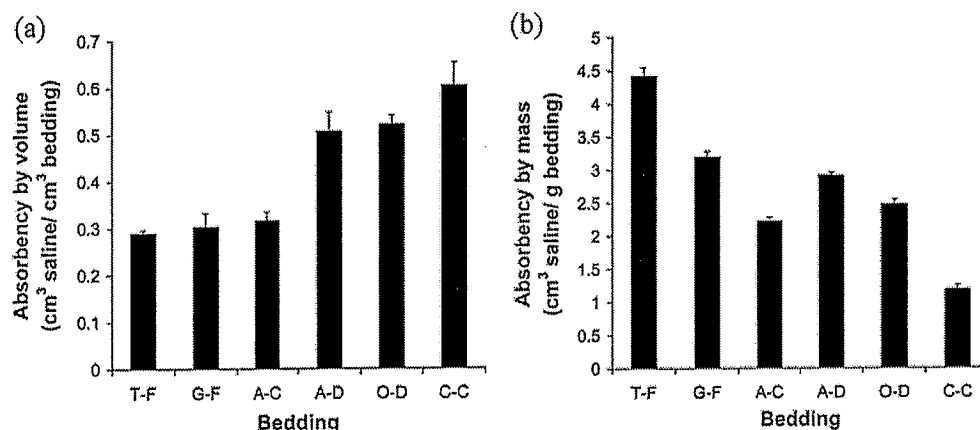 (a)
Absorbency by volume
(cm³ saline/ cm³ bedding)
0.7
0.6
0.5
0.4
0.3
0.2
0.1
0
T-F G-F A-C A-D O-D C-C
Bedding
(b)
Absorbency by mass
(cm³ saline/ g bedding)
5
4.5
4
3.5
3
2.5
2
1.5
1
0.5
0
T-F G-F A-C A-D O-D C-C
Bedding